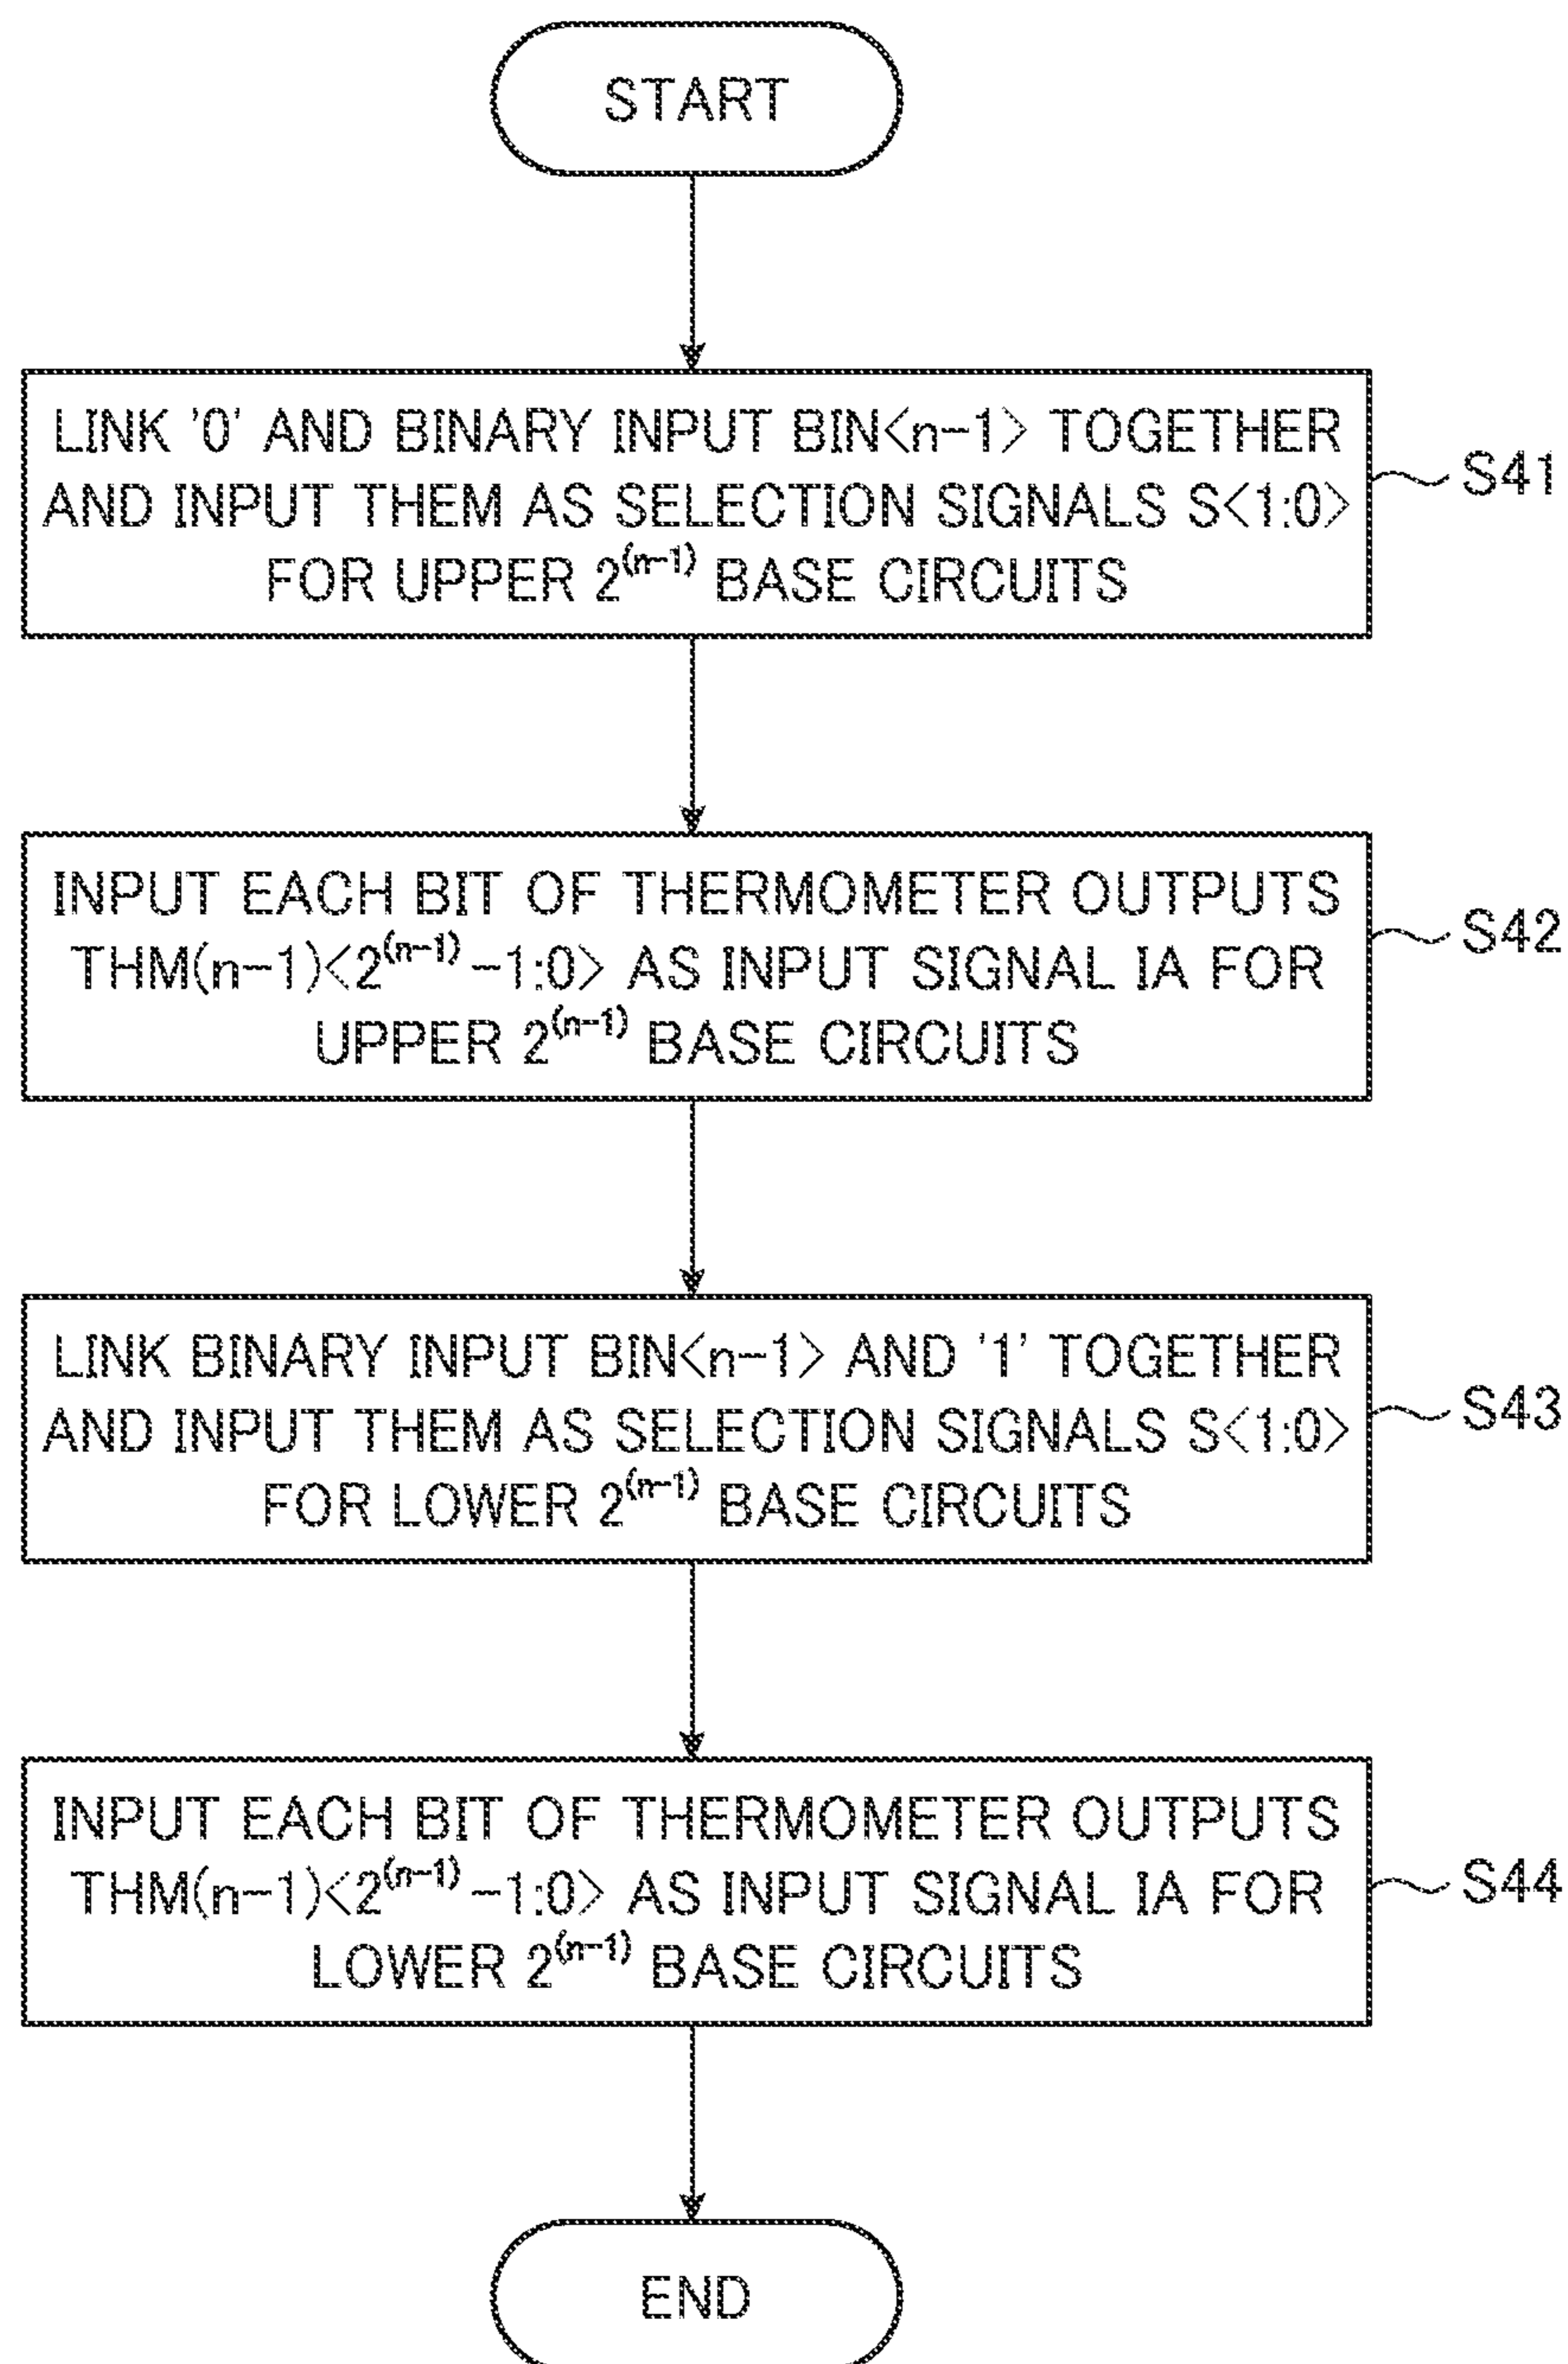 START
LINK '0' AND BINARY INPUT BIN<n-1> TOGETHER
AND INPUT THEM AS SELECTION SIGNALS S<1:0>
FOR UPPER 2^(n-1) BASE CIRCUITS
S41
INPUT EACH BIT OF THERMOMETER OUTPUTS
THM(n-1)<2^(n-1)-1:0> AS INPUT SIGNAL IA FOR
UPPER 2^(n-1) BASE CIRCUITS
S42
LINK BINARY INPUT BIN<n-1> AND '1' TOGETHER
AND INPUT THEM AS SELECTION SIGNALS S<1:0>
FOR LOWER 2^(n-1) BASE CIRCUITS
S43
INPUT EACH BIT OF THERMOMETER OUTPUTS
THM(n-1)<2^(n-1)-1:0> AS INPUT SIGNAL IA FOR
LOWER 2^(n-1) BASE CIRCUITS
S44
END